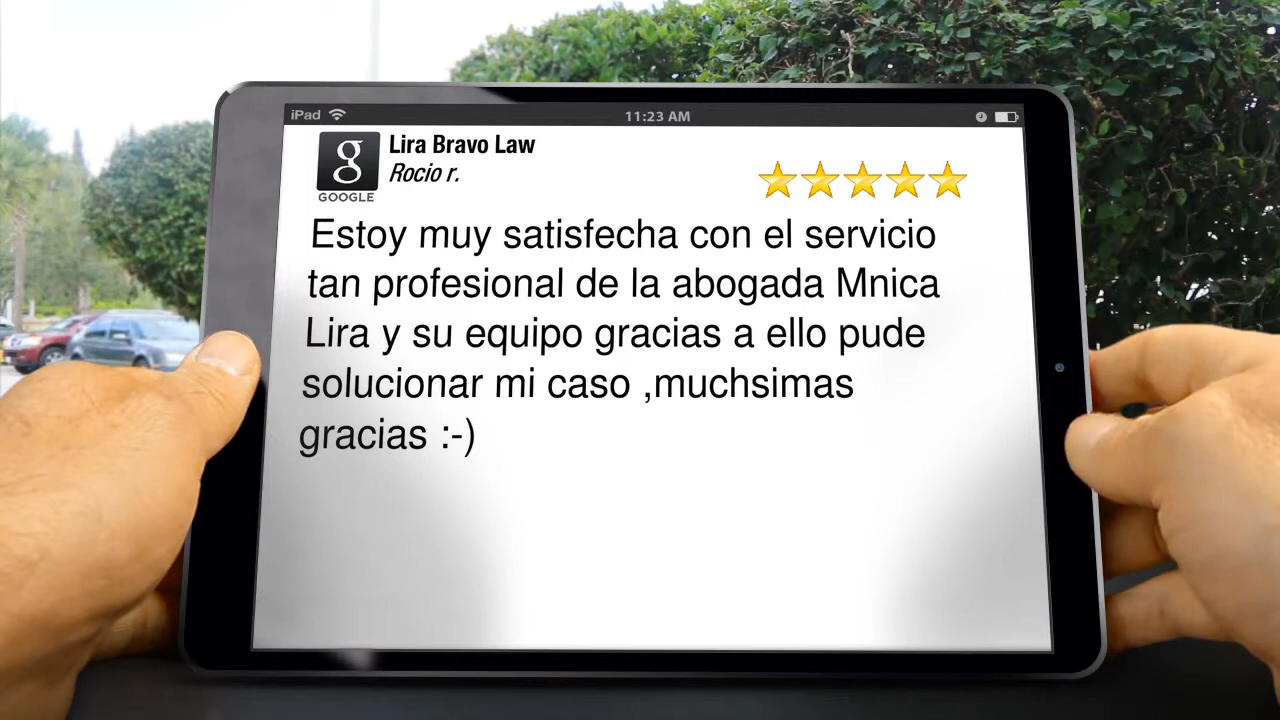 iPad 11:23 AM
g
GOOGLE
Lira Bravo Law
Rocio r.
Estoy muy satisfecha con el servicio
tan profesional de la abogada Mnica
Lira y su equipo gracias a ello pude
solucionar mi caso ,muchsimas
gracias :-)